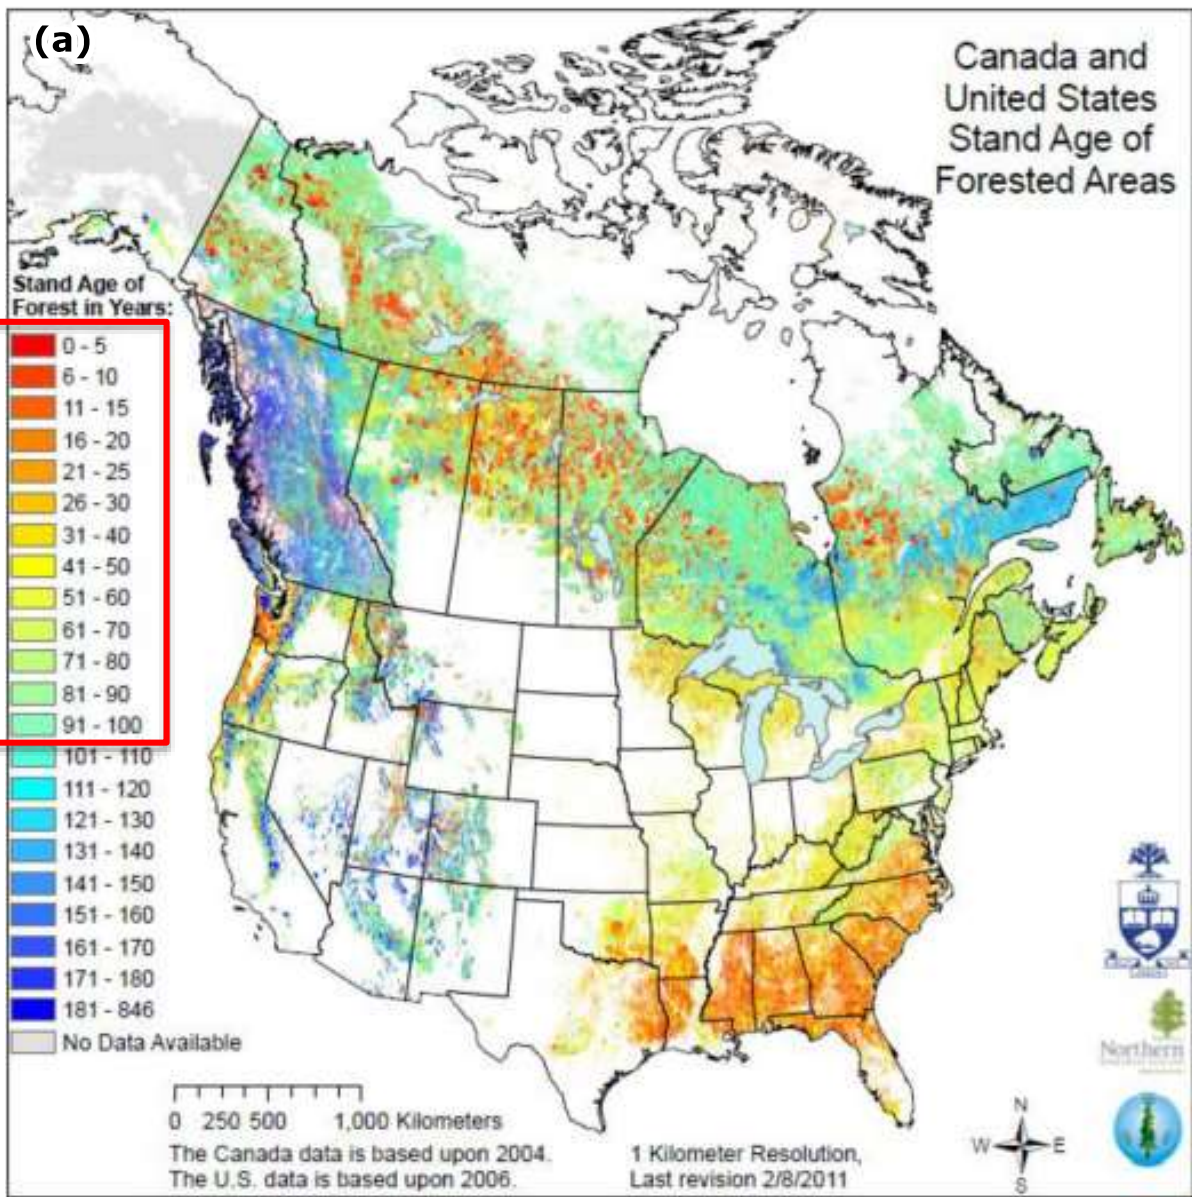 (a)
Canada and
United States
Stand Age of
Forested Areas
Stand Age of
Forest in Years:
0 - 5
6 - 10
11 - 15
16 - 20
21 - 25
26 - 30
31 - 40
41 - 50
51 - 60
61 - 70
71 - 80
81 - 90
91 - 100
101 - 110
111 - 120
121 - 130
131 - 140
141 - 150
151 - 160
161 - 170
171 - 180
181 - 846
No Data Available
0 250 500 1,000 Kilometers
The Canada data is based upon 2004.
The U.S. data is based upon 2006.
1 Kilometer Resolution,
Last revision 2/8/2011
N
W E
S
Northern